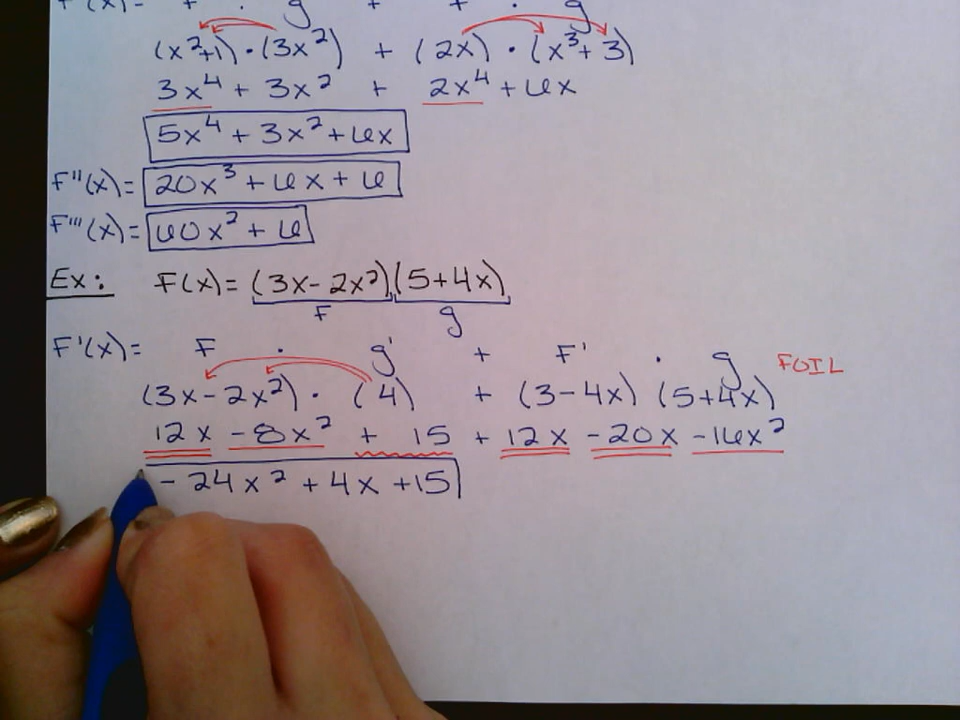 F'(x)= F · g + F · g
(x²+1) · (3x²) + (2x) · (x³+3)
3x⁴ + 3x² + 2x⁴ + 6x
5x⁴ + 3x² + 6x
F''(x)= 20x³ + 6x + 6
F'''(x)= 60x² + 6
Ex: F(x)= (3x-2x²)(5+4x)
F g
F'(x)= F · g' + F' · g FOIL
(3x-2x²) · (4) + (3-4x) (5+4x)
12x -8x² + 15 + 12x -20x -16x²
-24x² + 4x +15